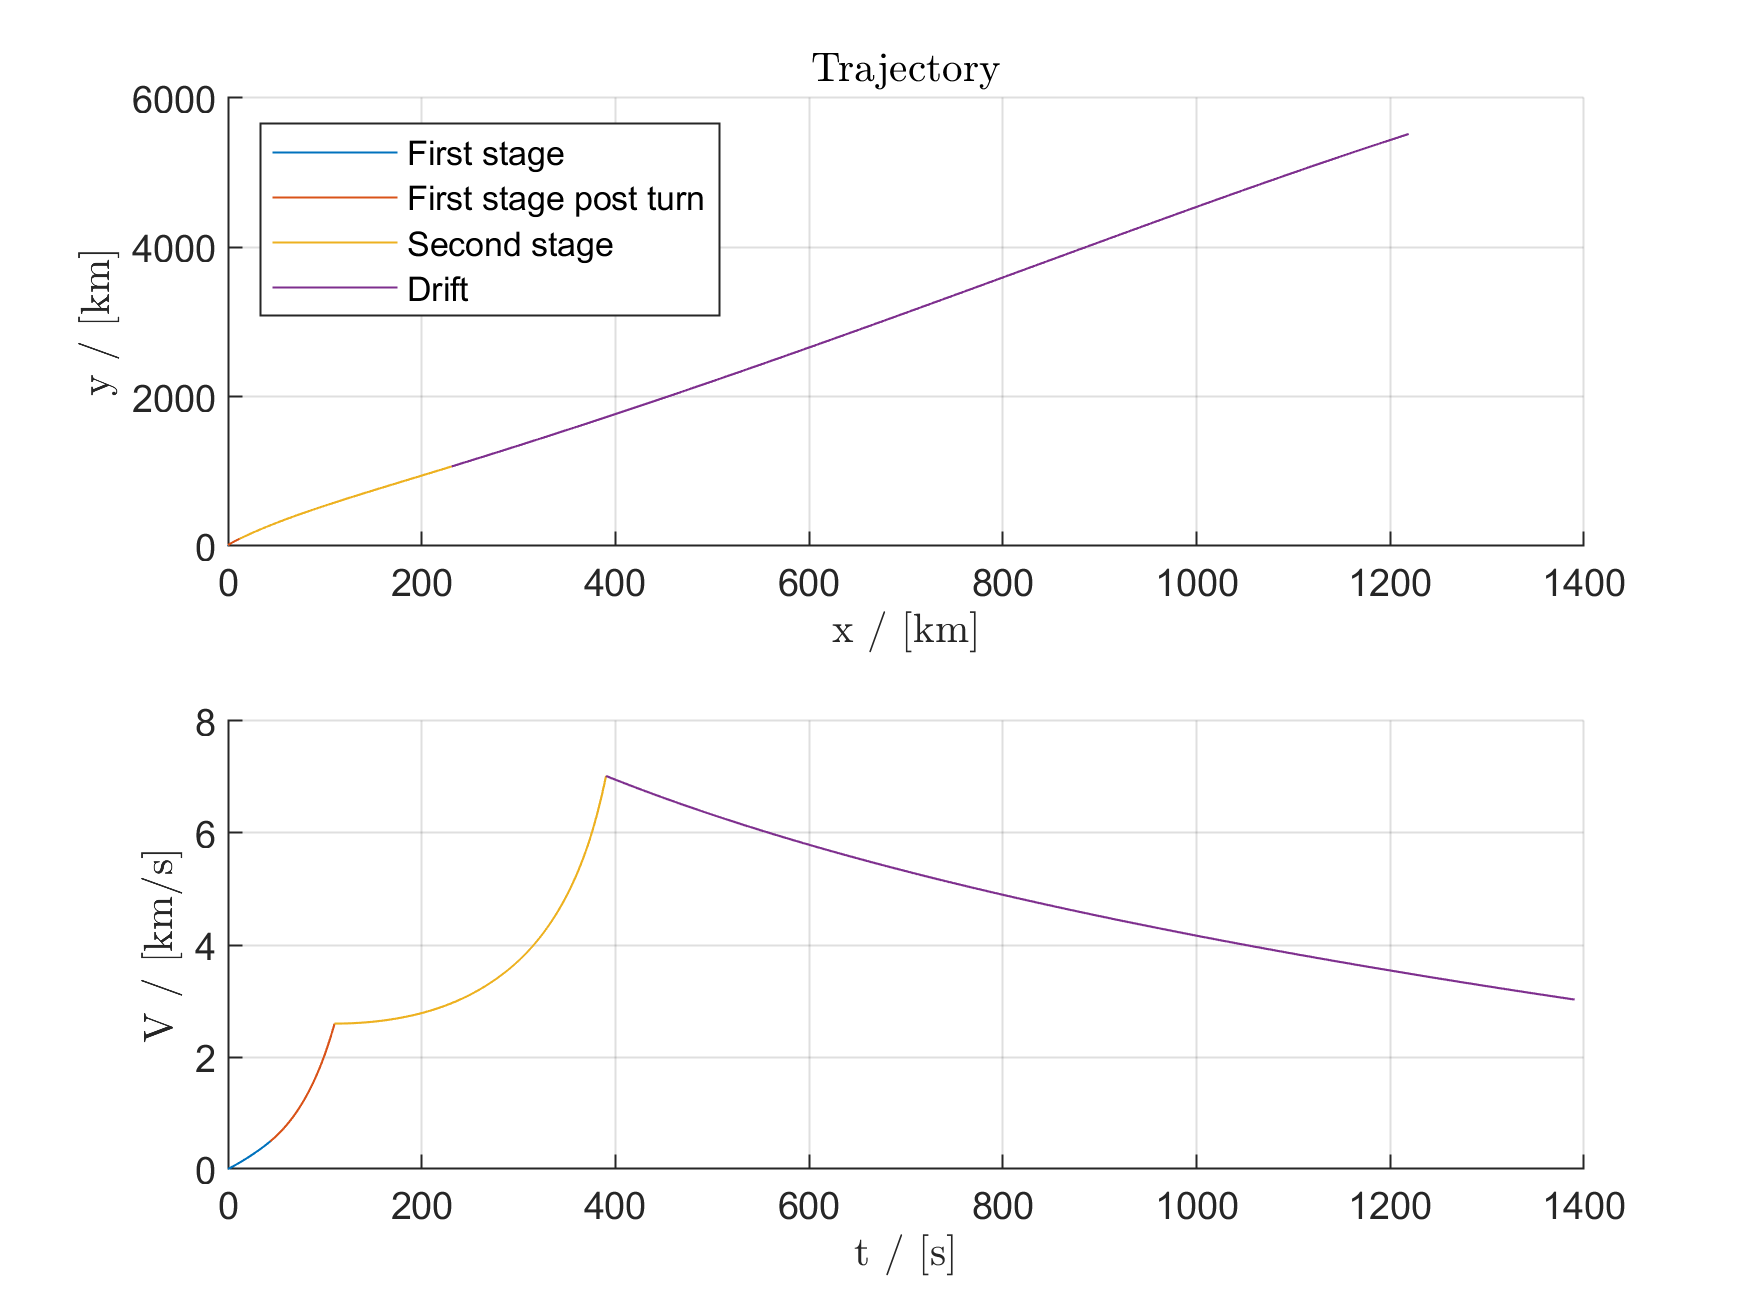 Trajectory
6000
4000
2000
0
y / [km]
First stage
First stage post turn
Second stage
Drift
0 200 400 600 800 1000 1200 1400
x / [km]
8
6
4
2
0
V / [km/s]
0 200 400 600 800 1000 1200 1400
t / [s]